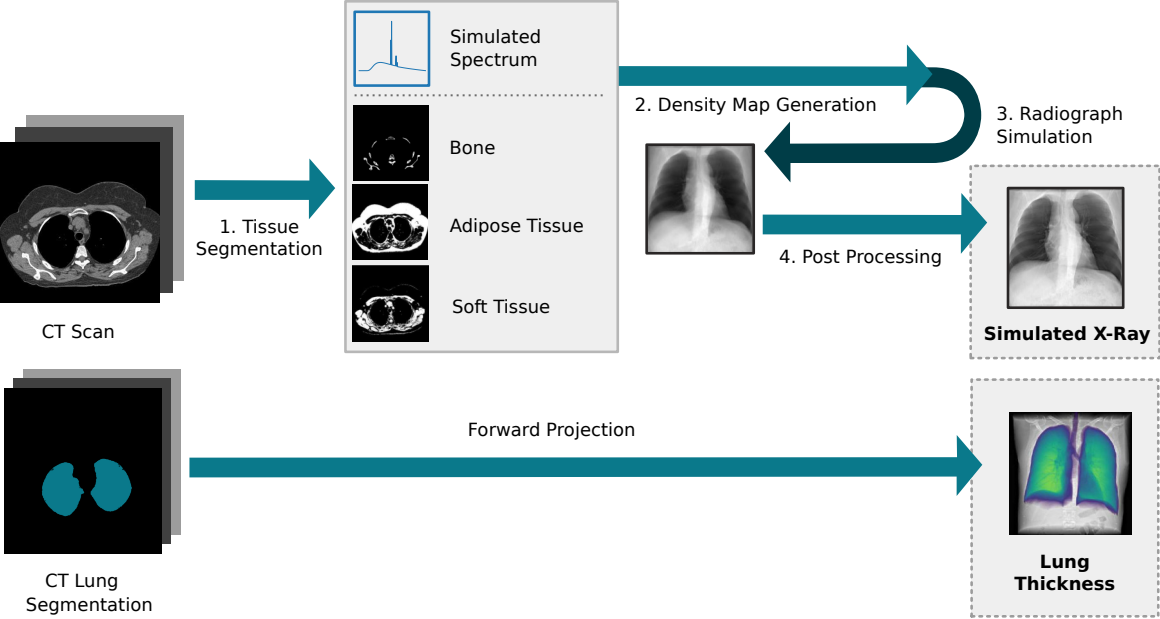 Simulated
Spectrum
Bone
Adipose Tissue
Soft Tissue
1. Tissue
Segmentation
CT Scan
2. Density Map Generation
3. Radiograph
Simulation
4. Post Processing
Simulated X-Ray
Forward Projection
CT Lung
Segmentation
Lung
Thickness